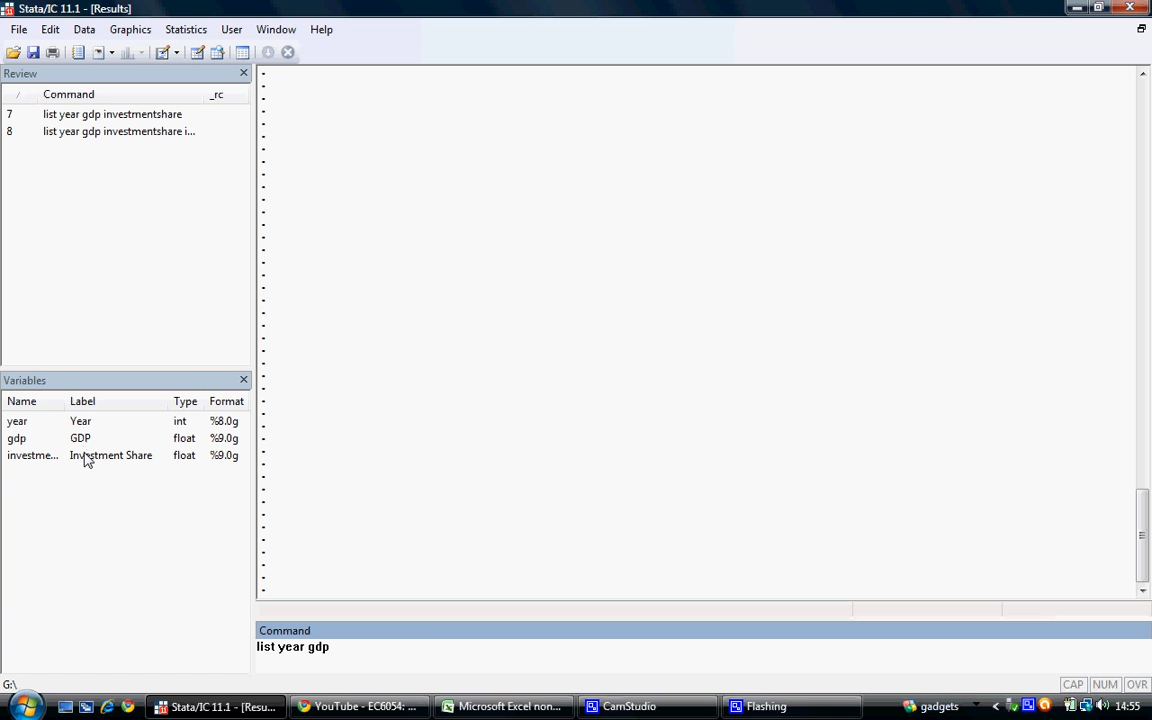 Stata/IC 11.1 - [Results]
File Edit Data Graphics Statistics User Window Help
Review
Command _rc
7 list year gdp investmentshare
8 list year gdp investmentshare i...
Variables
Name Label Type Format
year Year int %8.0g
gdp GDP float %9.0g
investme... Investment Share float %9.0g
Command
list year gdp
G:\
CAP NUM OVR
Stata/IC 11.1 - [Resu...
YouTube - EC6054: ...
Microsoft Excel non...
CamStudio
Flashing
gadgets
14:55